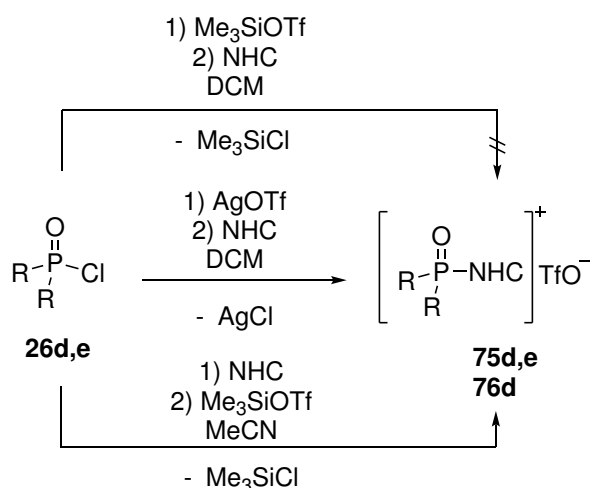 1) Me₃SiOTf
2) NHC
DCM
- Me₃SiCl
O
R P Cl
R
26d,e
1) AgOTf
2) NHC
DCM
- AgCl
O
R P NHC
R
+
TfO⁻
75d,e
76d
1) NHC
2) Me₃SiOTf
MeCN
- Me₃SiCl